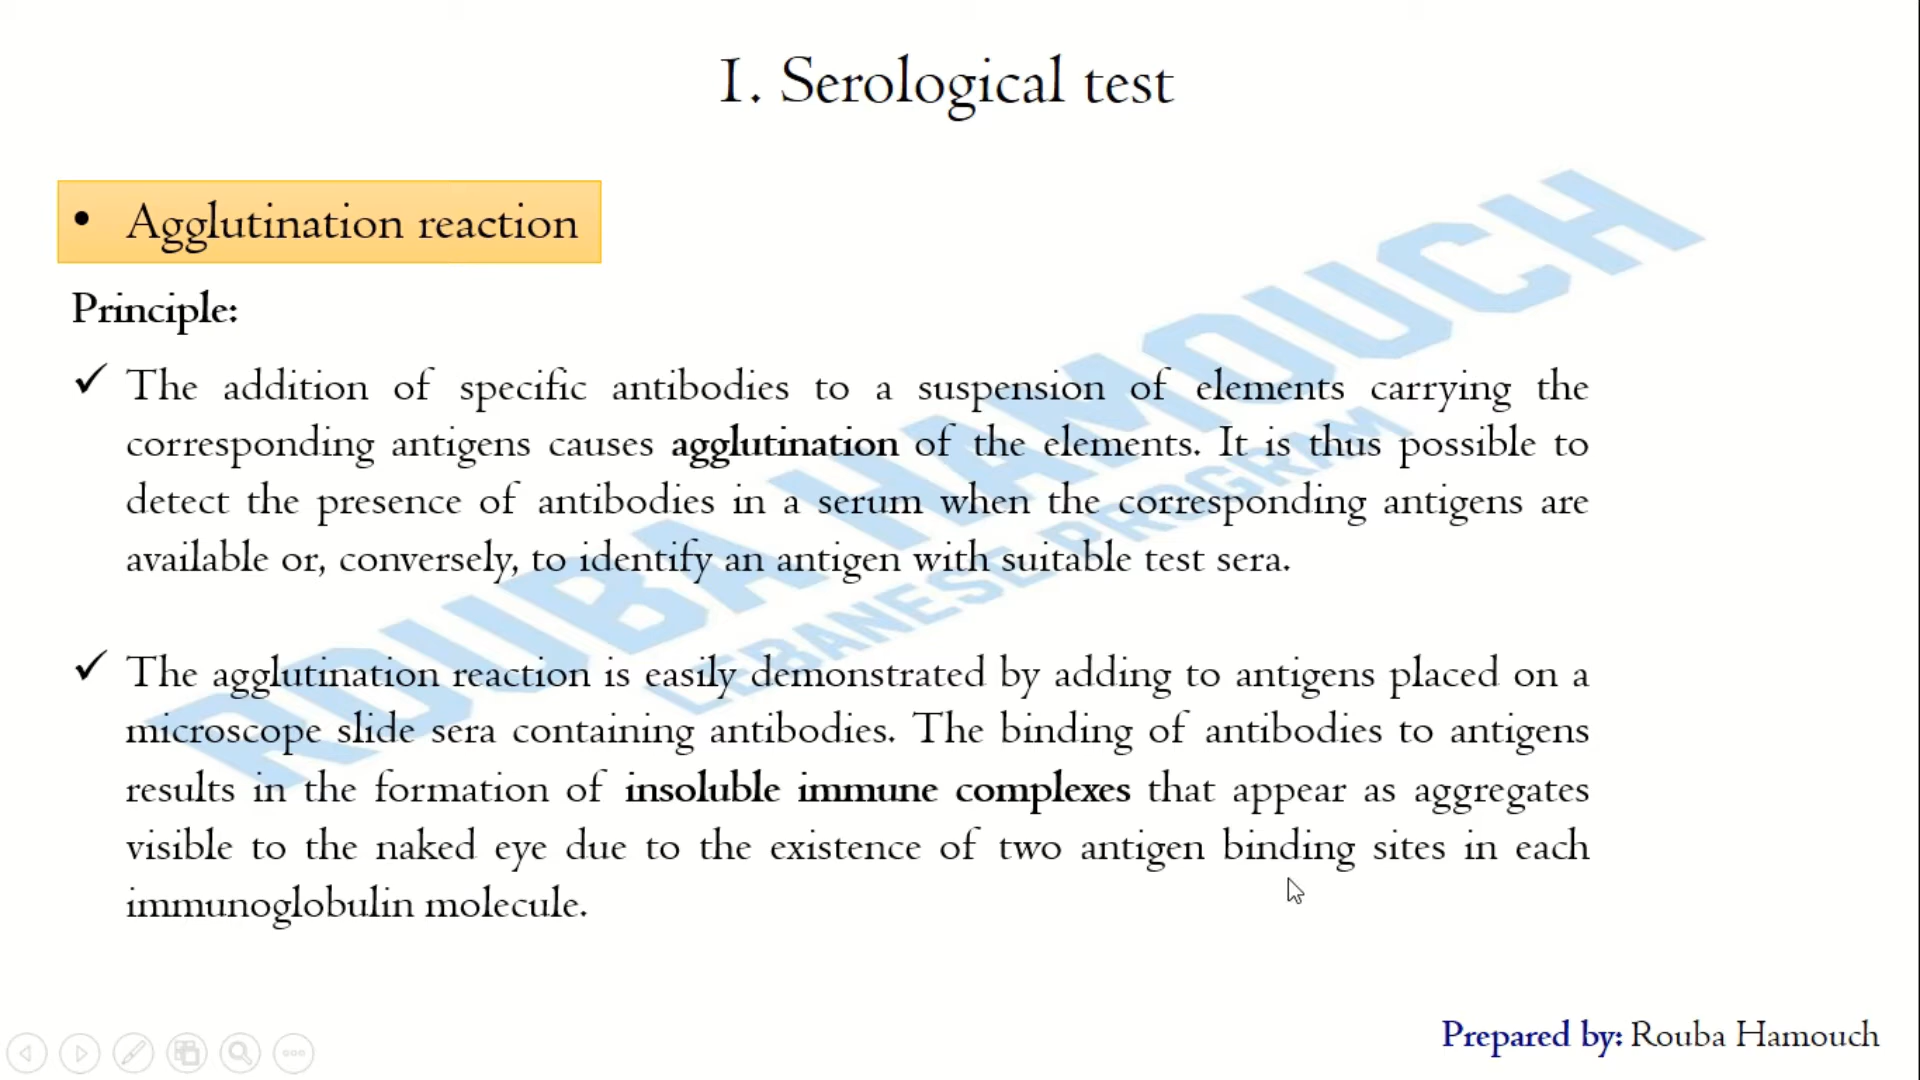 I. Serological test
• Agglutination reaction
Principle:
✓ The addition of specific antibodies to a suspension of elements carrying the
corresponding antigens causes agglutination of the elements. It is thus possible to
detect the presence of antibodies in a serum when the corresponding antigens are
available or, conversely, to identify an antigen with suitable test sera.
✓ The agglutination reaction is easily demonstrated by adding to antigens placed on a
microscope slide sera containing antibodies. The binding of antibodies to antigens
results in the formation of insoluble immune complexes that appear as aggregates
visible to the naked eye due to the existence of two antigen binding sites in each
immunoglobulin molecule.
ROUBA HAMOUCH
LEBANESE PROGRAM
Prepared by: Rouba Hamouch